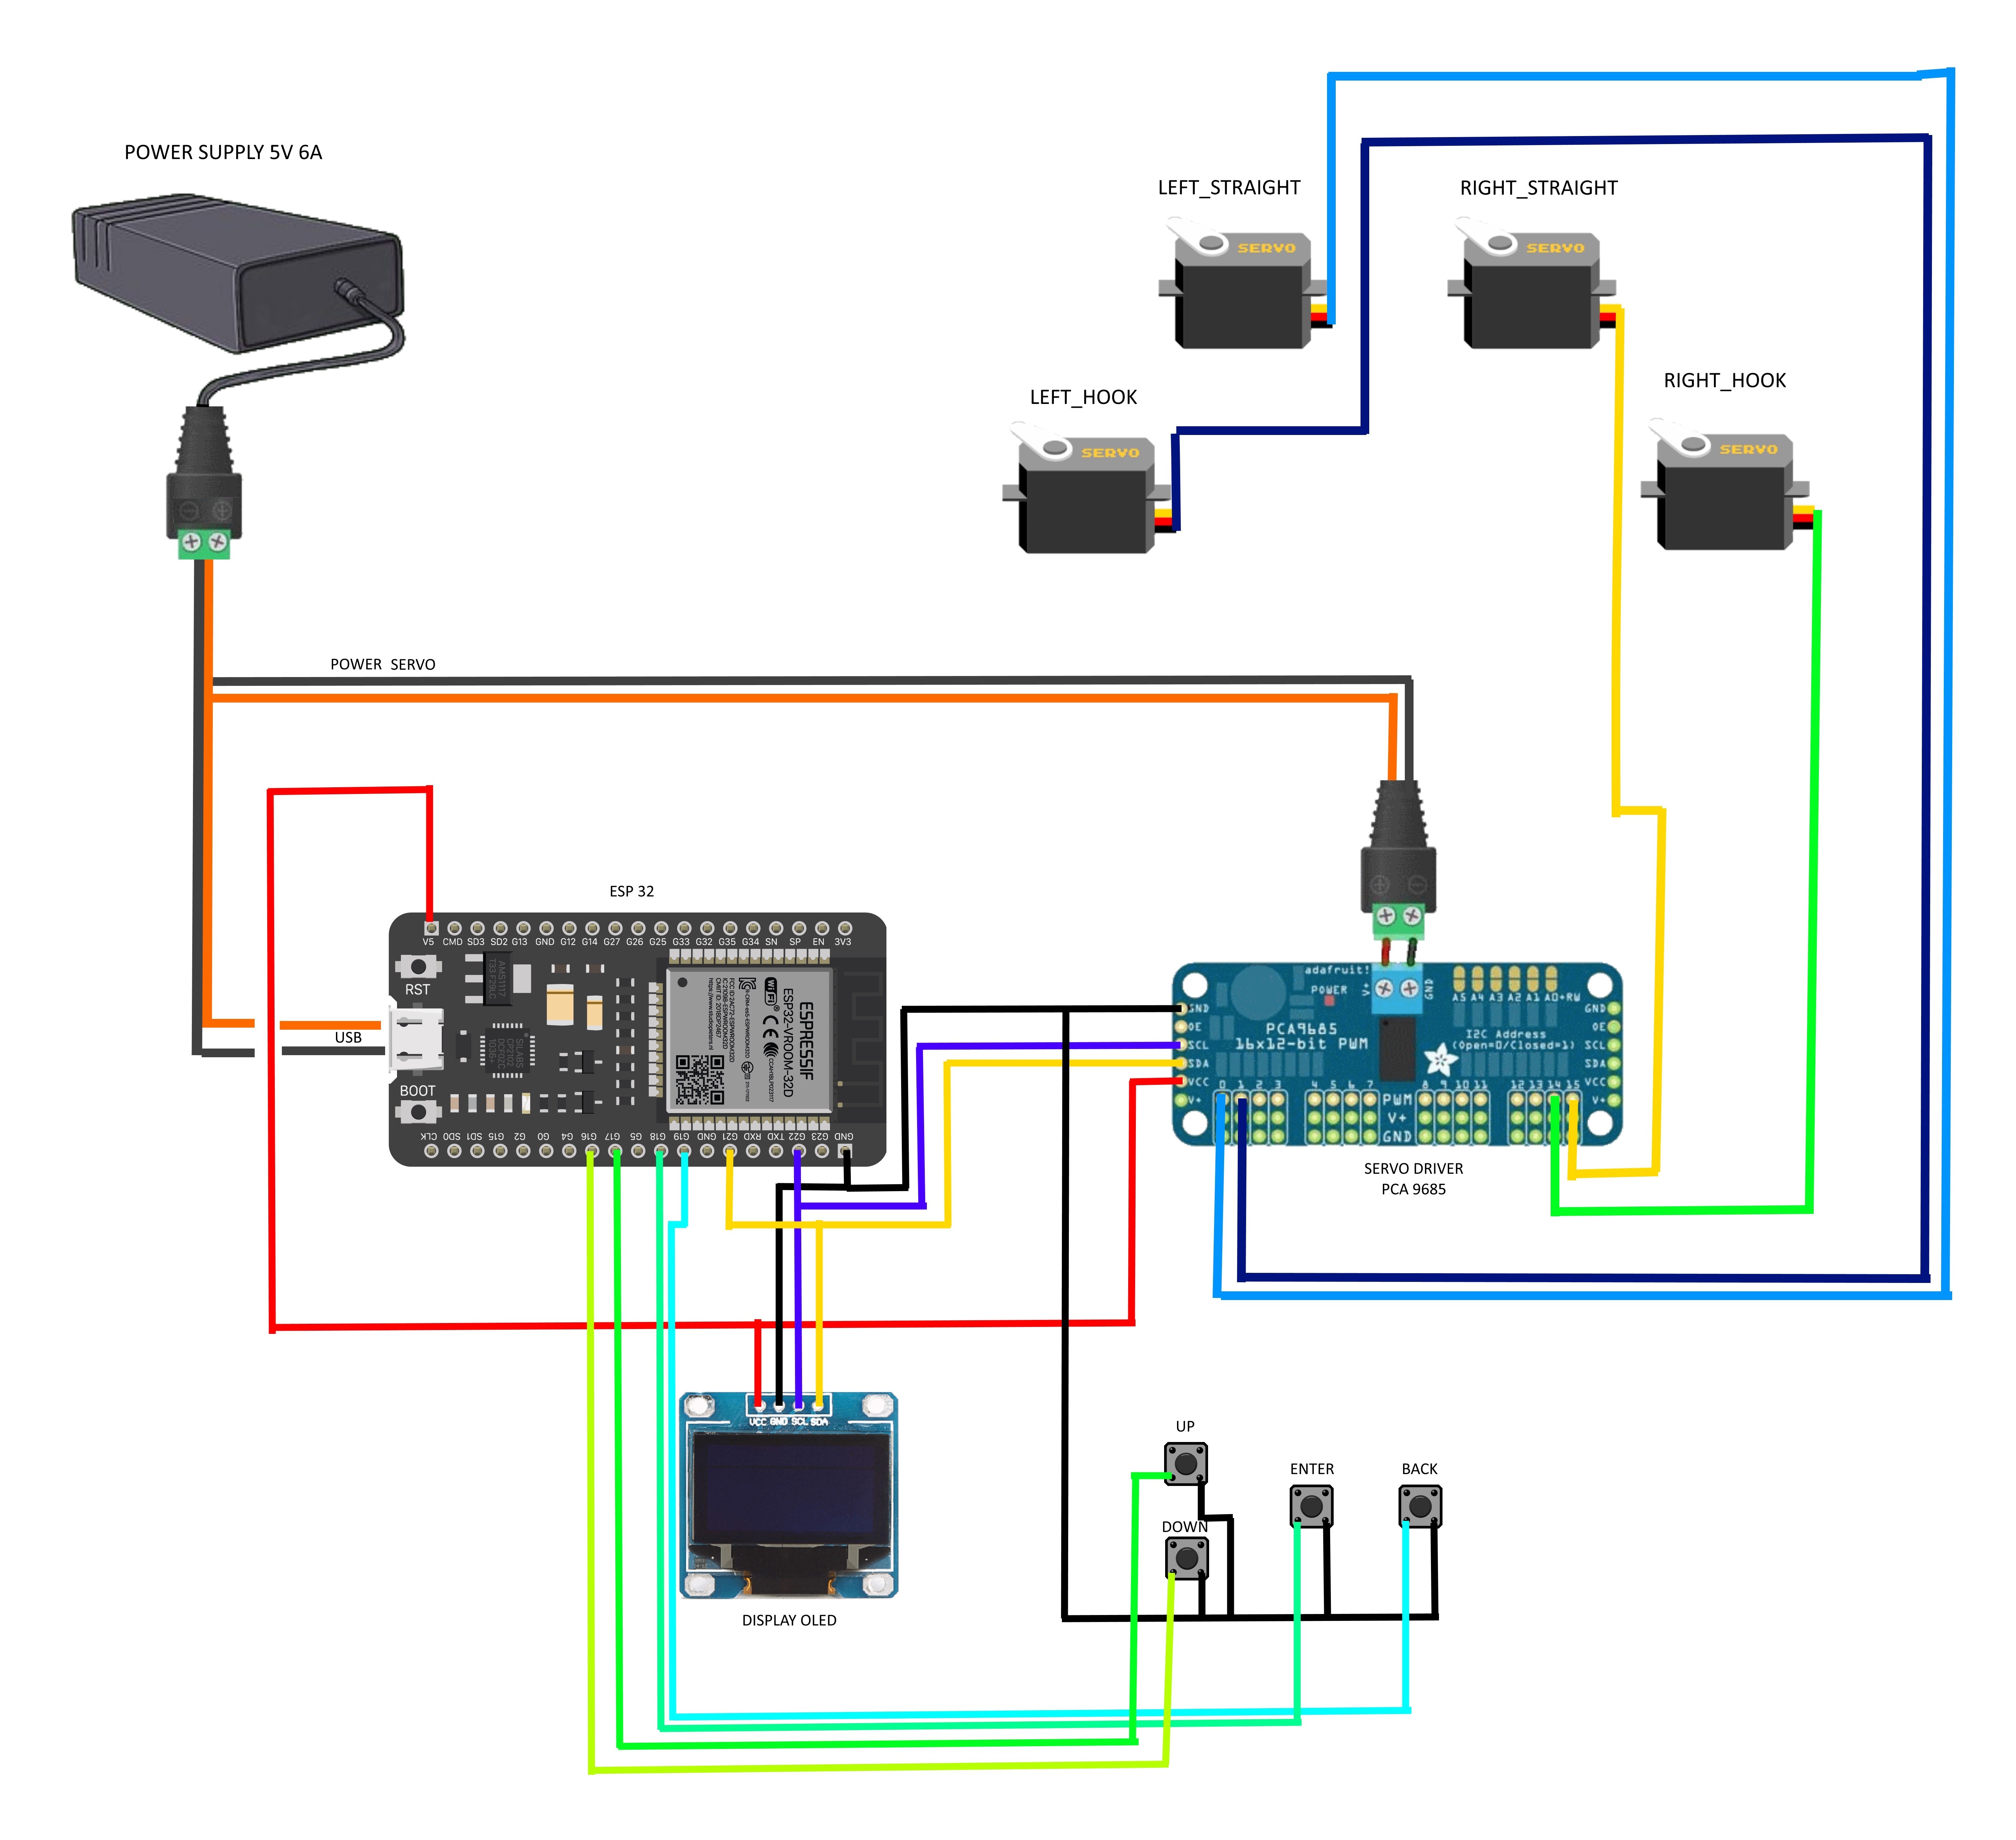 POWER SUPPLY 5V 6A
LEFT_STRAIGHT
RIGHT_STRAIGHT
SERVO
SERVO
RIGHT_HOOK
LEFT_HOOK
SERVO
SERVO
POWER SERVO
ESP 32
V5 CMD SD3 SD2 G13 GND G12 G14 G27 G26 G25 G33 G32 G35 G34 SN SP EN 3V3
RST
AMS1117
USB
SILABS
CP2102
BOOT
ESPRESSIF
ESP32-VROOM-32D
WiFi
CLK SD0 SD1 G15 G2 G0 G4 G16 G17 G5 G18 G19 GND G21 RXD TXD G22 G23 GND
adafruit!
V+
GND
POWER
A5 A4 A3 A2 A1 A0+RW
PCA9685
16x12-bit PWM
I2C Address
(Open=0/Closed=1)
GND
OE
SCL
SDA
VCC
V+
GND
OE
SCL
SDA
VCC
V+
0 1 2 3 4 5 6 7 8 9 10 11 12 13 14 15
PWM
V+
GND
SERVO DRIVER
PCA 9685
VCC GND SCL SDA
DISPLAY OLED
UP
ENTER
BACK
DOWN